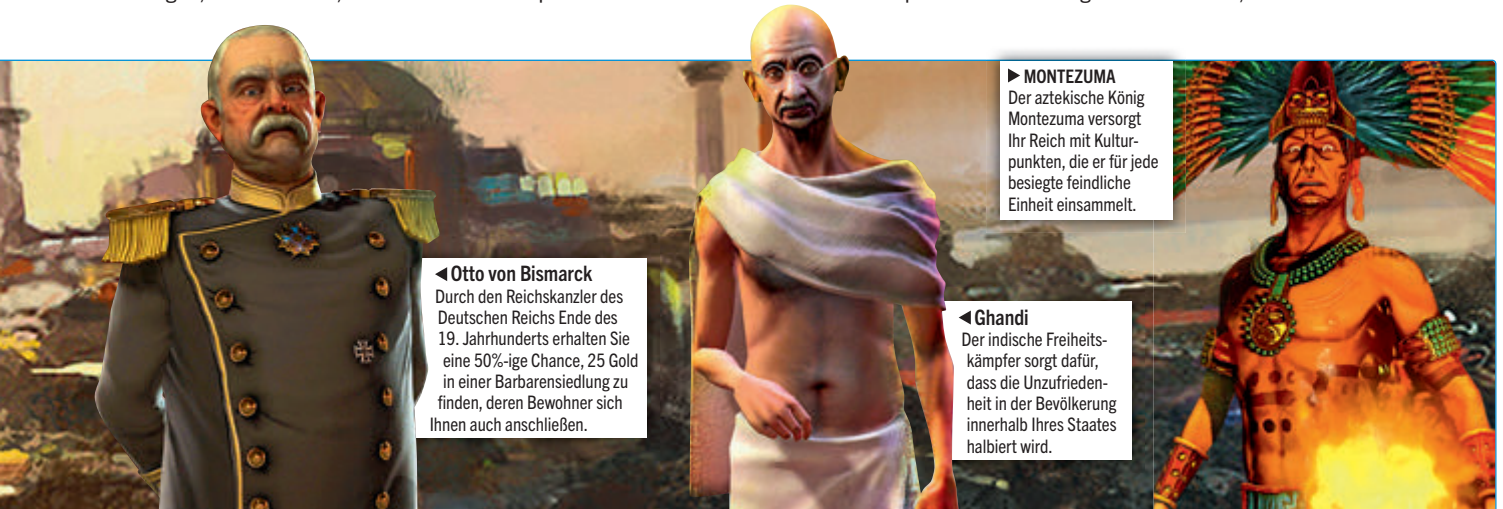 ◄ Otto von Bismarck
Durch den Reichskanzler des
Deutschen Reichs Ende des
19. Jahrhunderts erhalten Sie
eine 50%-ige Chance, 25 Gold
in einer Barbarensiedlung zu
finden, deren Bewohner sich
Ihnen auch anschließen.
◄ Ghandi
Der indische Freiheits-
kämpfer sorgt dafür,
dass die Unzufrieden-
heit in der Bevölkerung
innerhalb Ihres Staates
halbiert wird.
► MONTEZUMA
Der aztekische König
Montezuma versorgt
Ihr Reich mit Kultur-
punkten, die er für jede
besiegte feindliche
Einheit einsammelt.